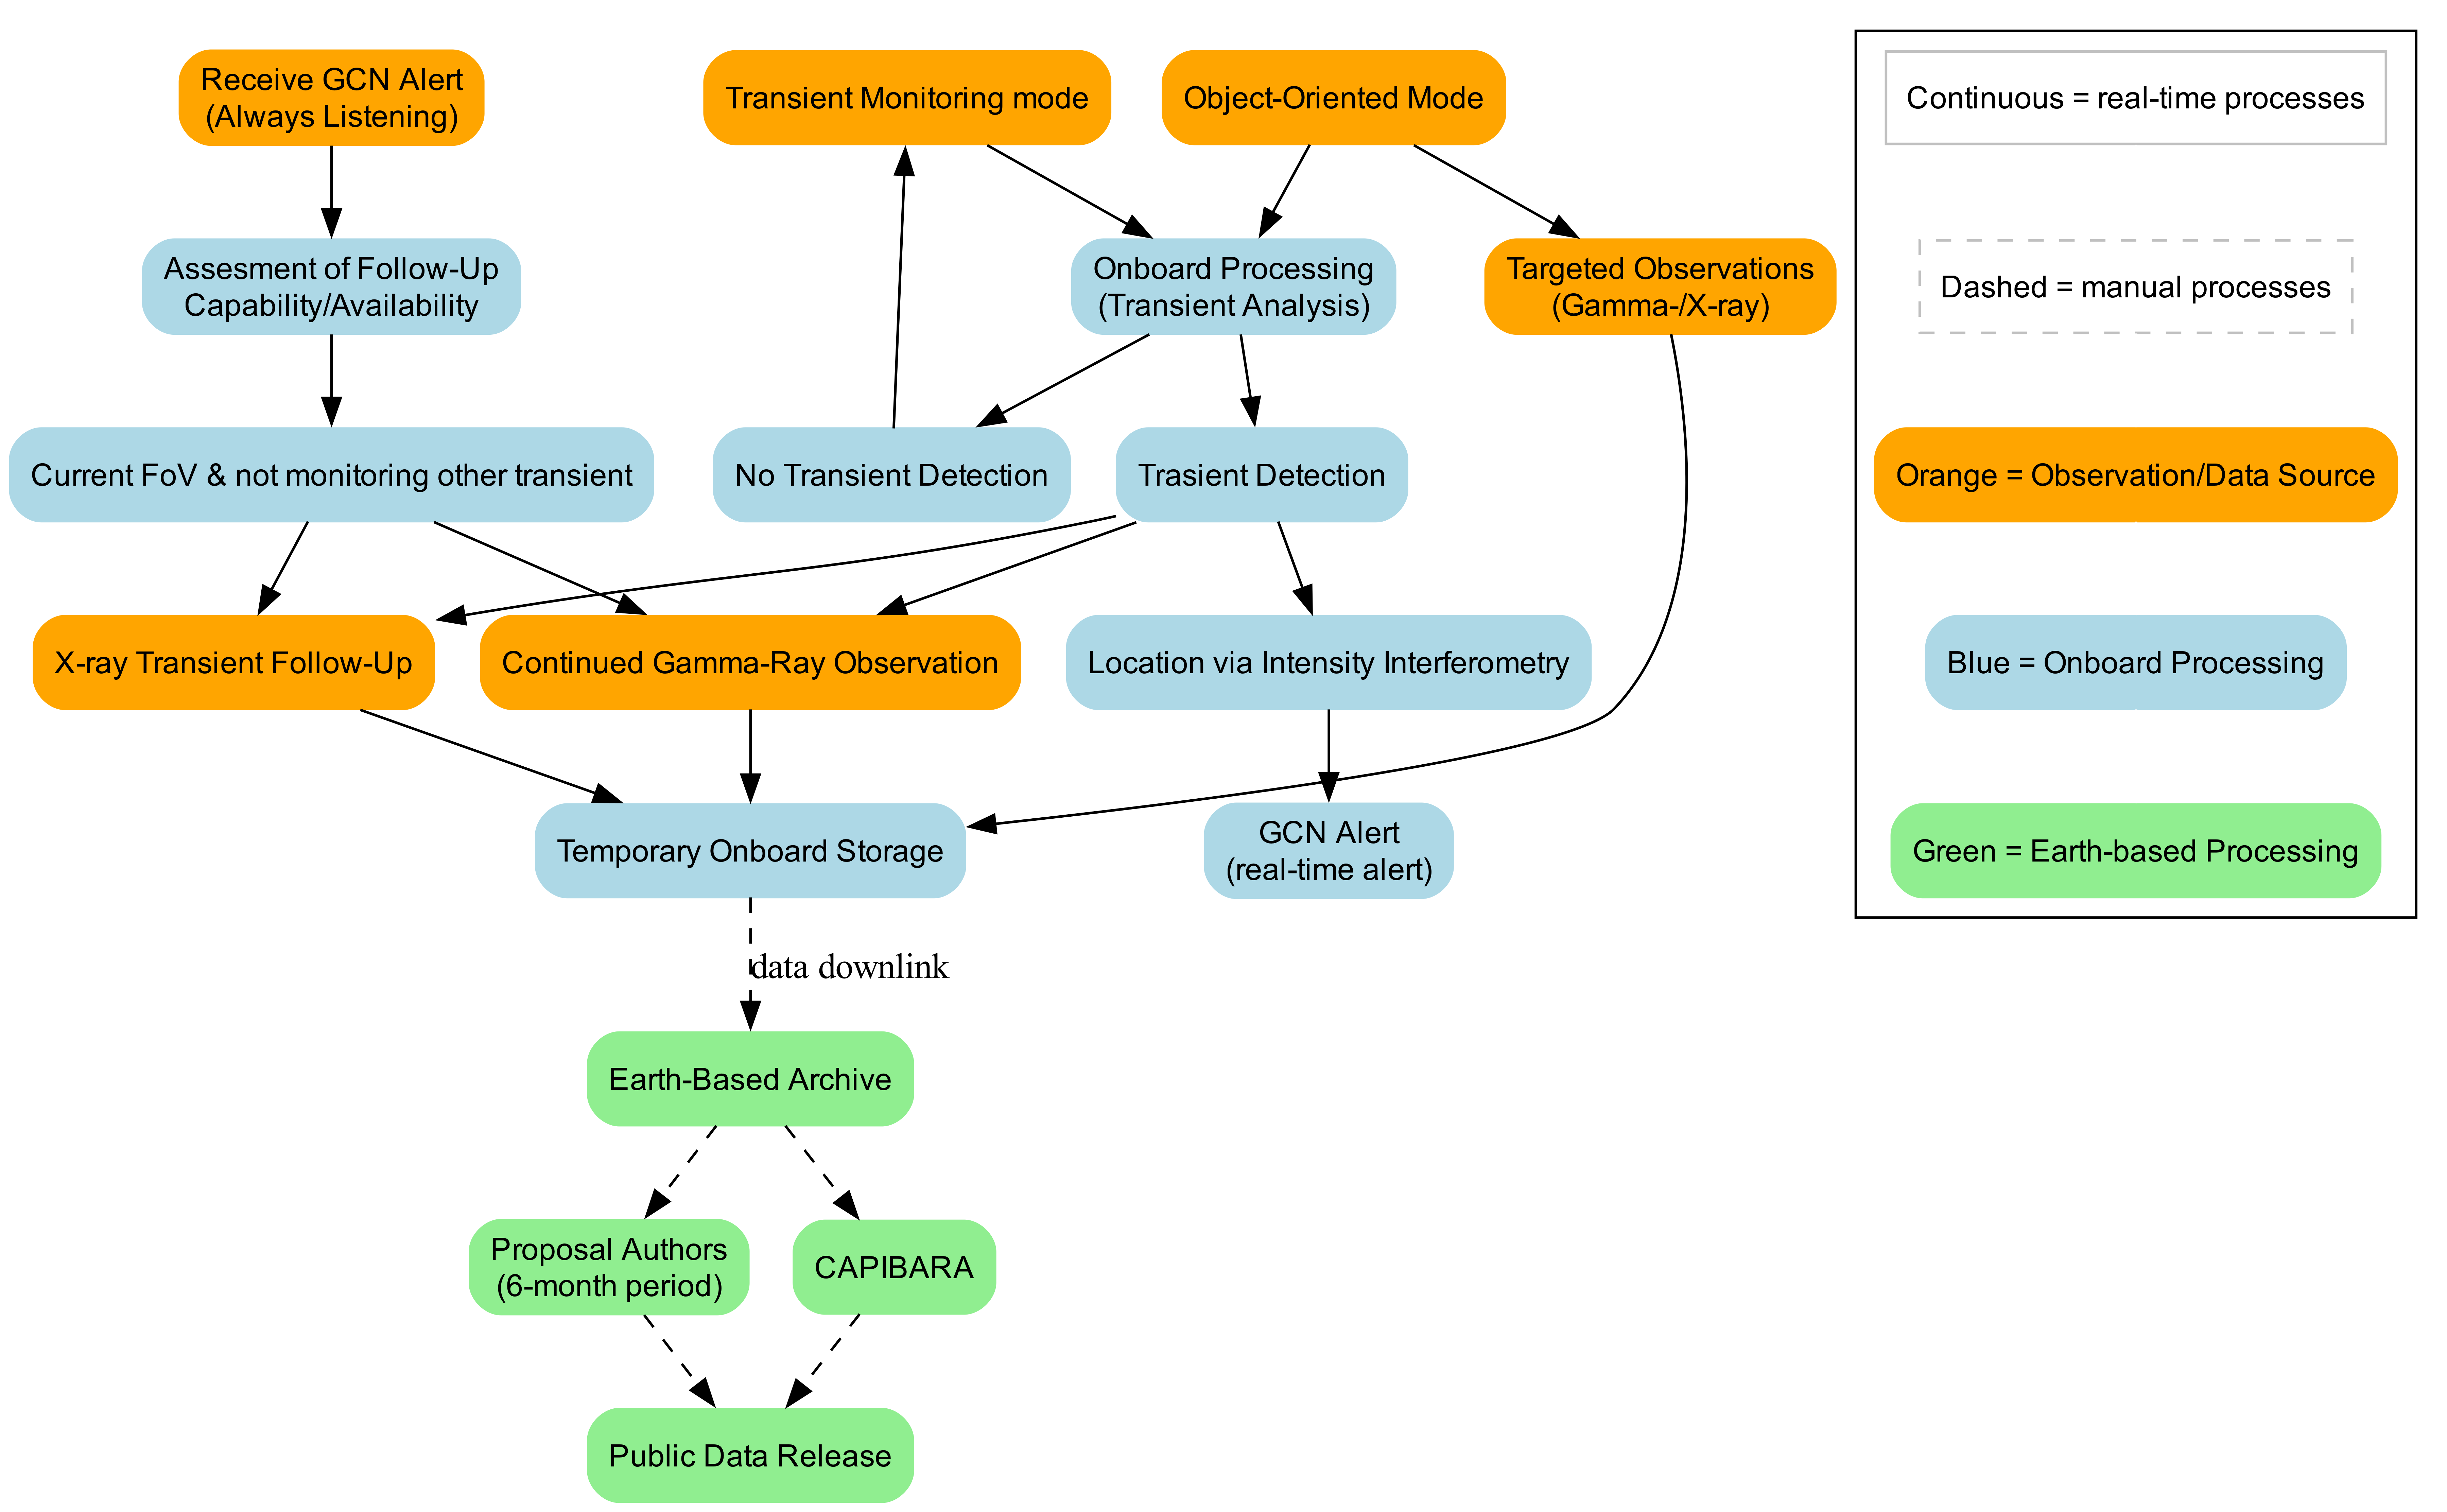 Receive GCN Alert
(Always Listening)
Transient Monitoring mode
Object-Oriented Mode
Assesment of Follow-Up
Capability/Availability
Onboard Processing
(Transient Analysis)
Targeted Observations
(Gamma-/X-ray)
Current FoV & not monitoring other transient
No Transient Detection
Trasient Detection
X-ray Transient Follow-Up
Continued Gamma-Ray Observation
Location via Intensity Interferometry
Temporary Onboard Storage
GCN Alert
(real-time alert)
data downlink
Earth-Based Archive
Proposal Authors
(6-month period)
CAPIBARA
Public Data Release
Continuous = real-time processes
Dashed = manual processes
Orange = Observation/Data Source
Blue = Onboard Processing
Green = Earth-based Processing